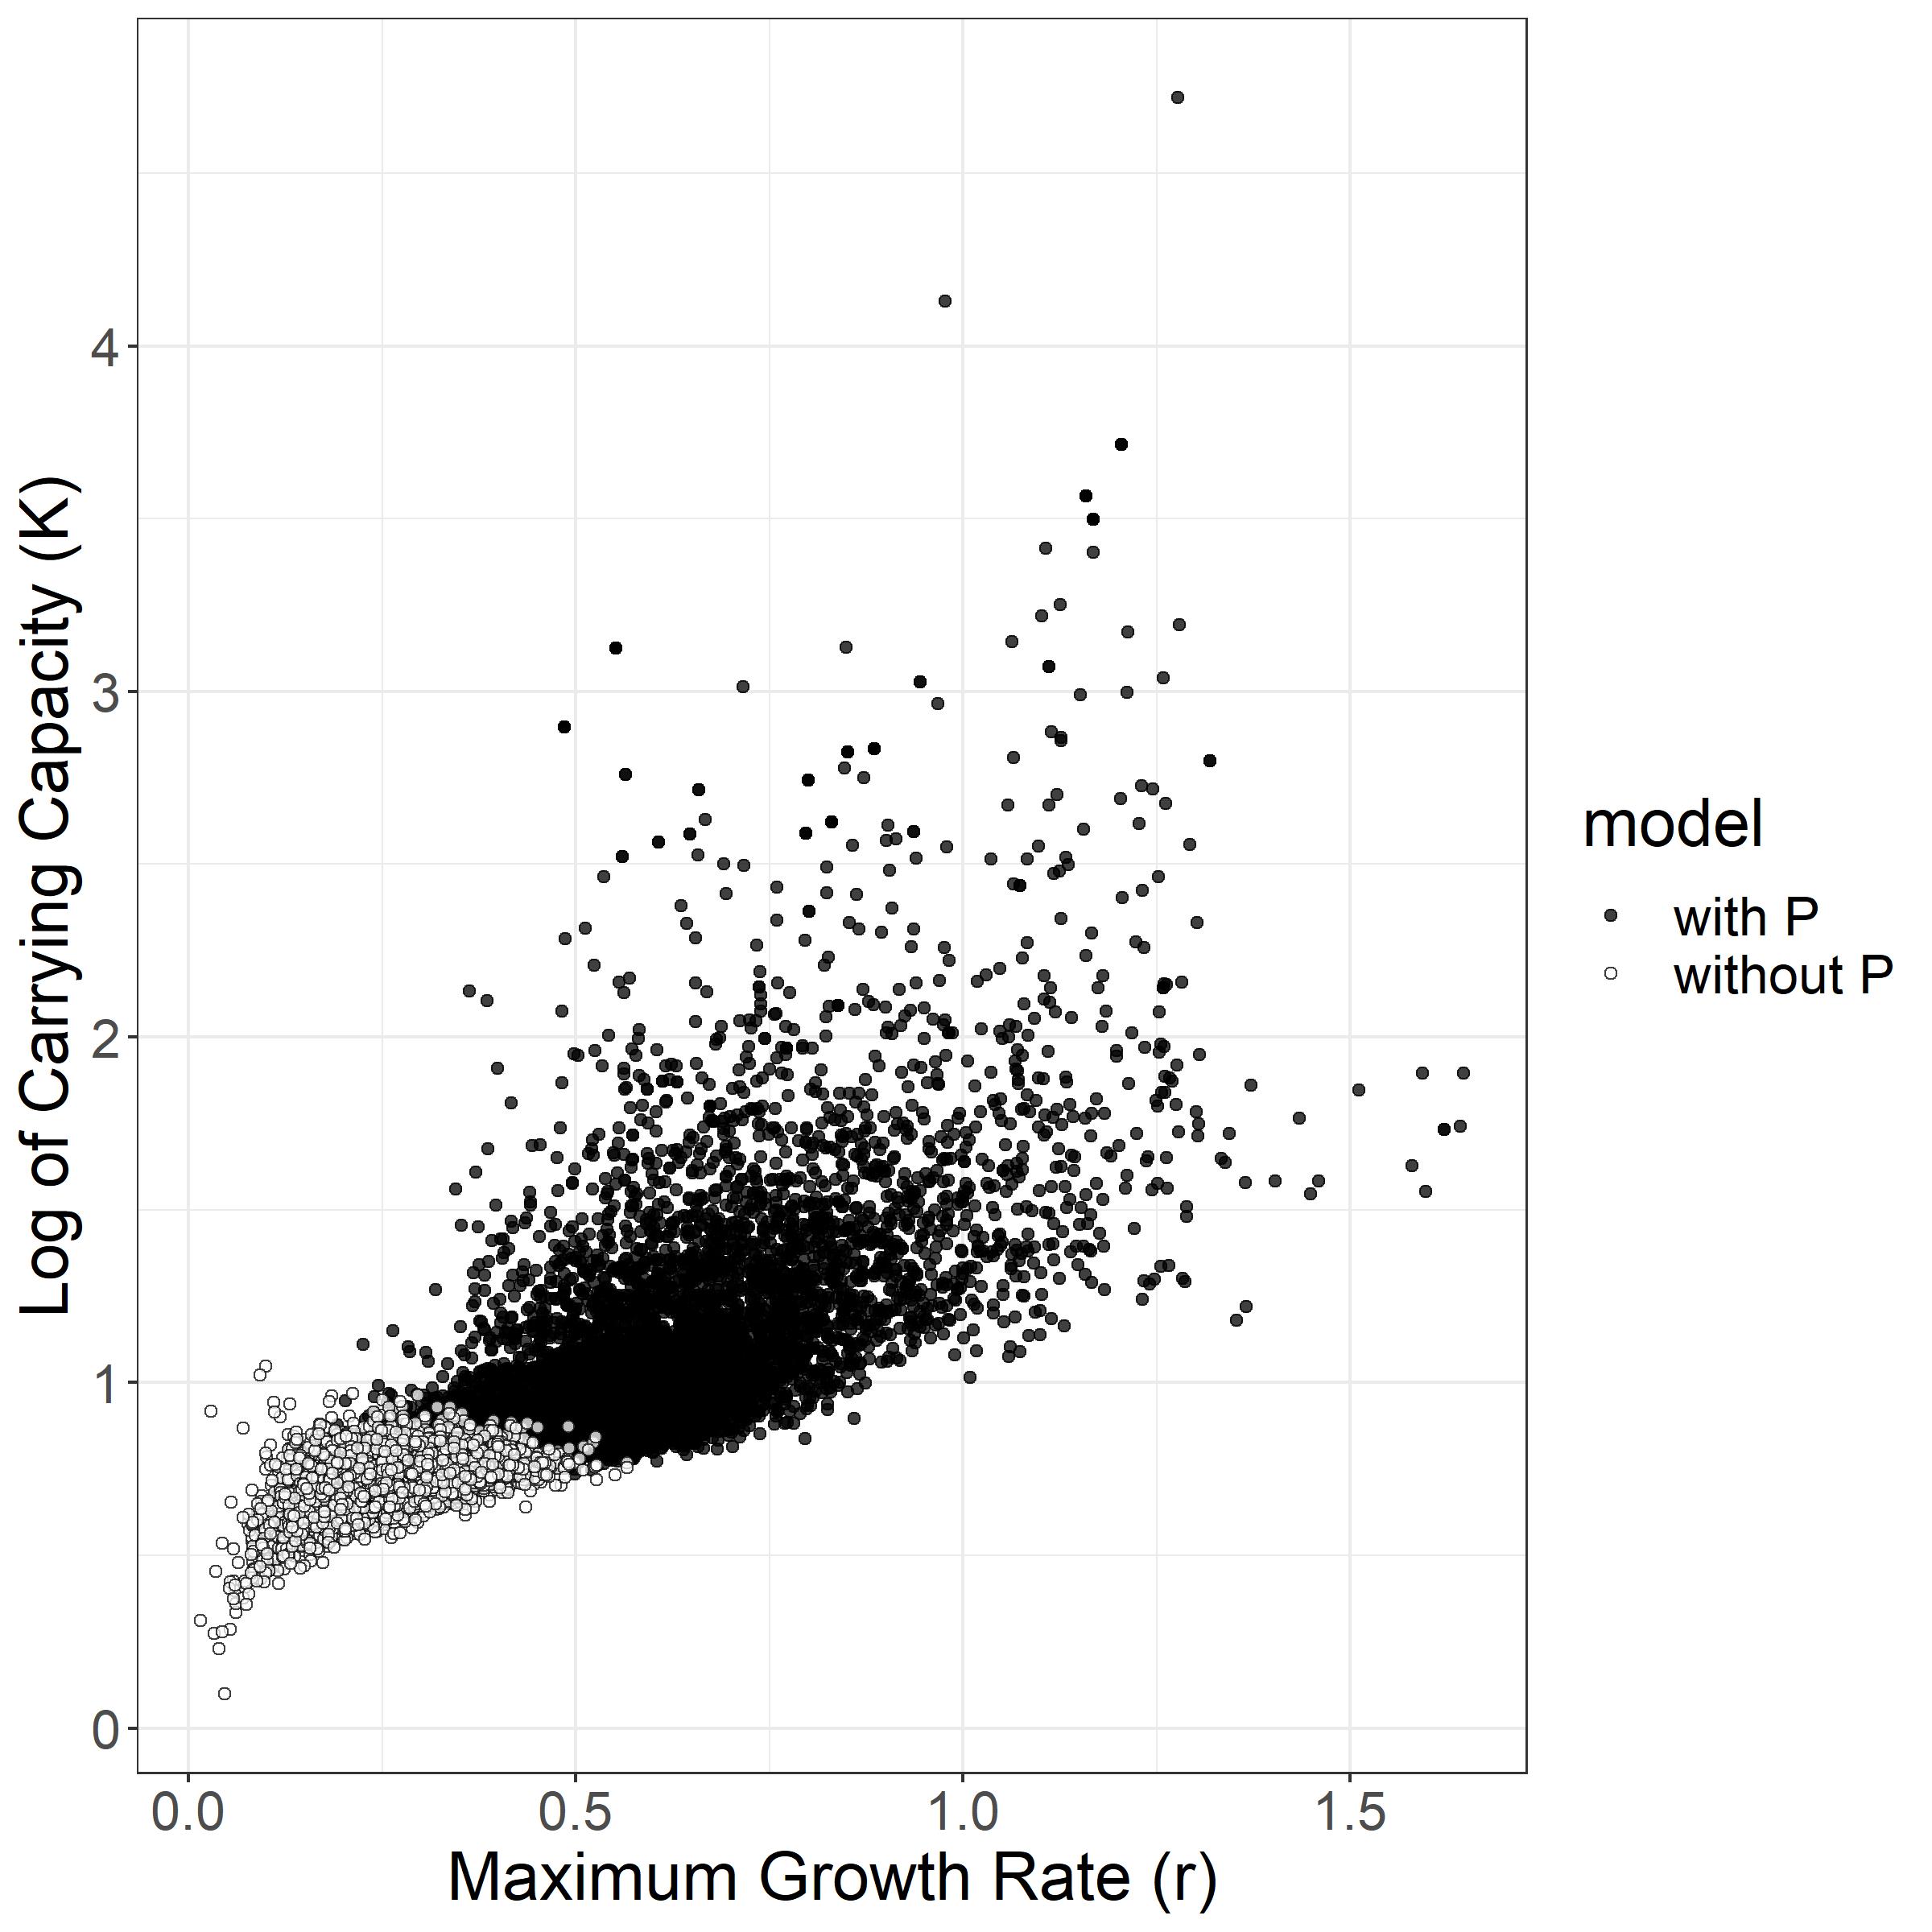 Log of Carrying Capacity (K)
4
3
2
1
0
0.0 0.5 1.0 1.5
Maximum Growth Rate (r)
model
with P
without P